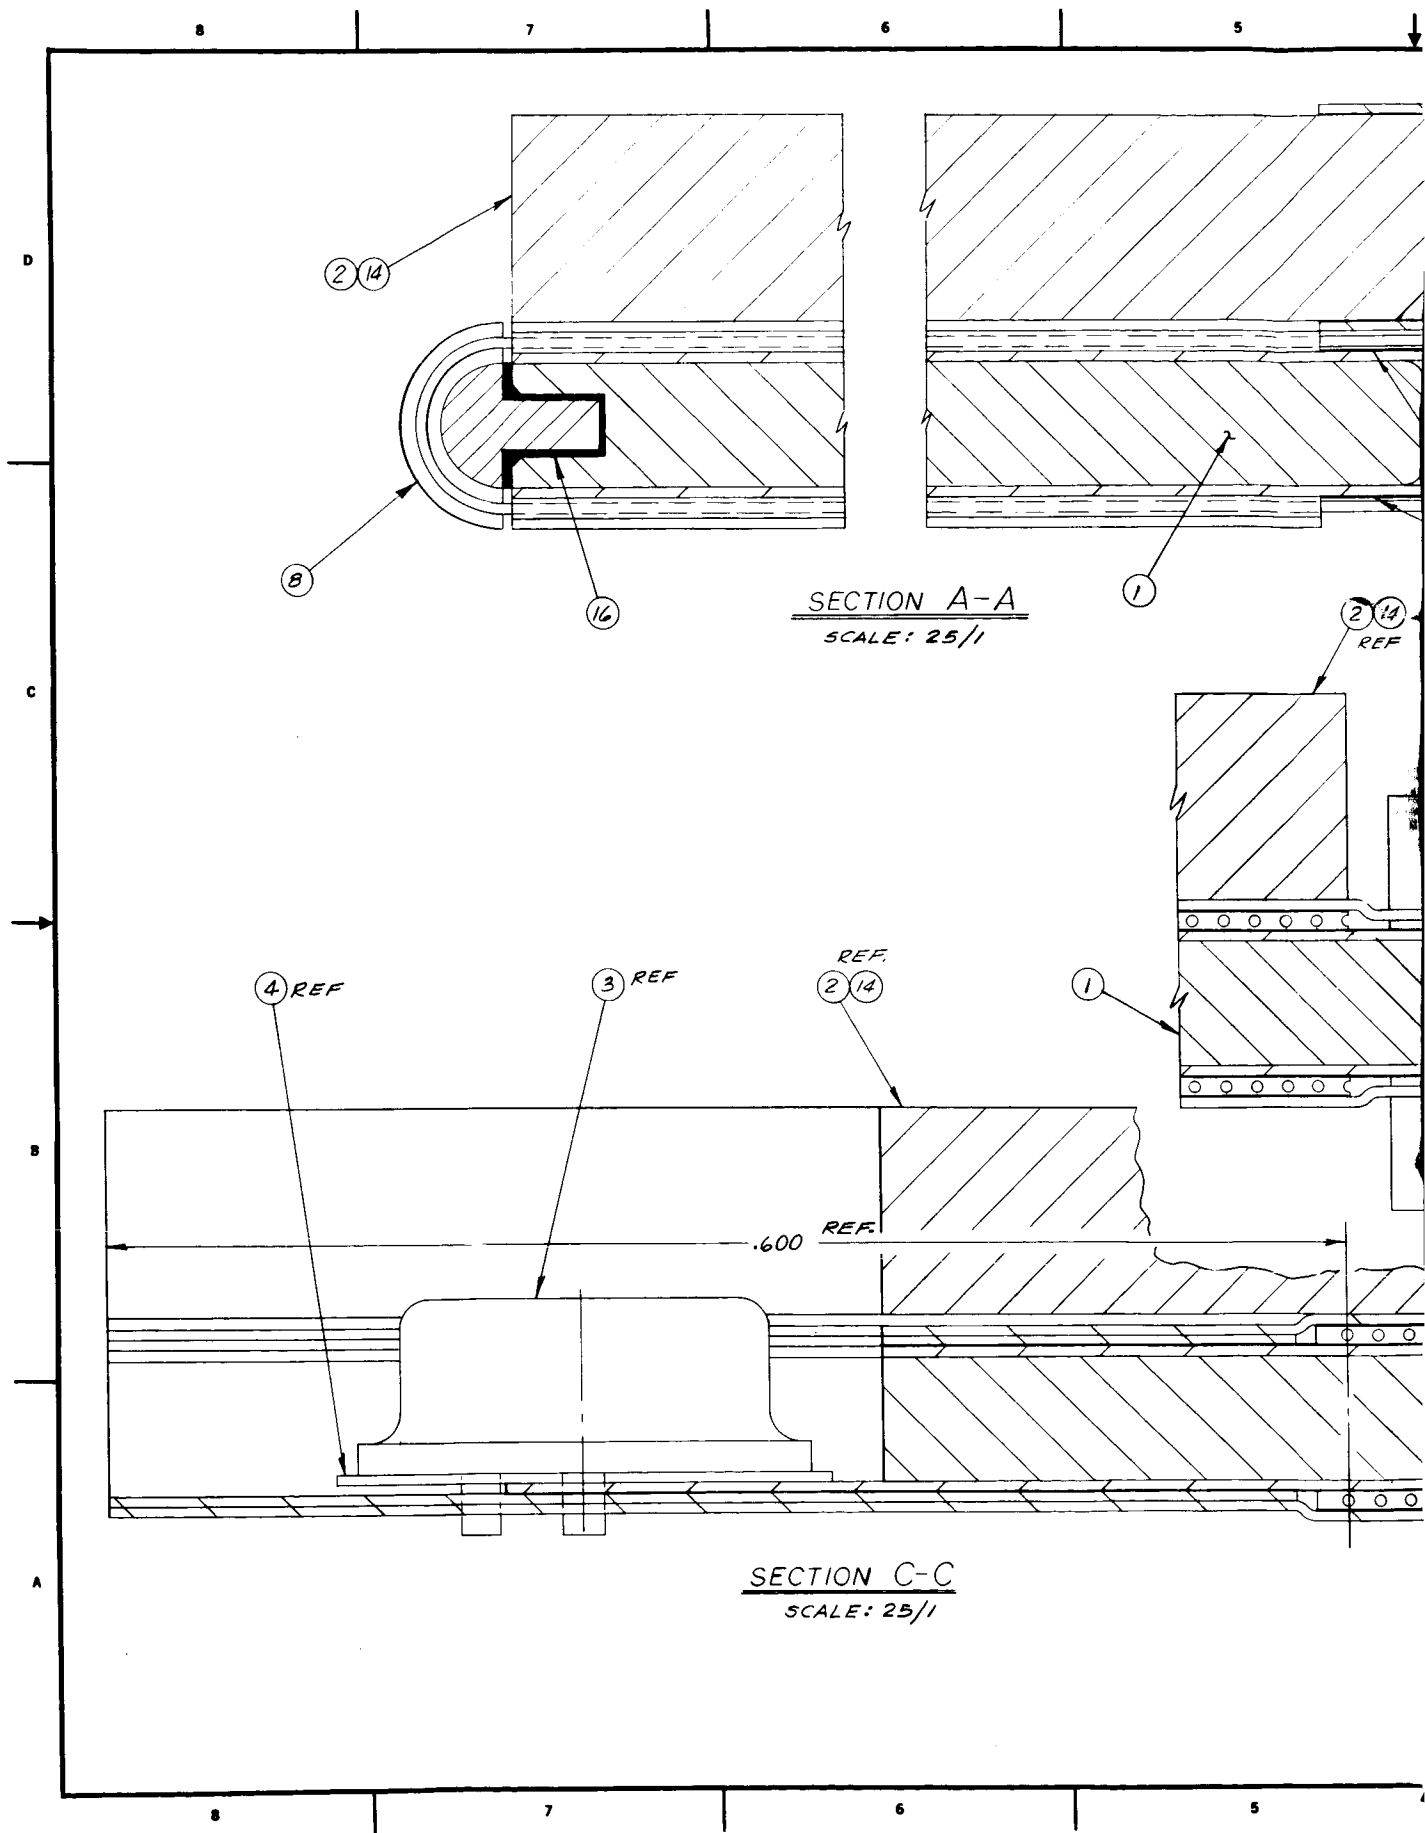 8 7 6 5
D
2 14
8
16
1
SECTION A-A
SCALE: 25/1
2 14
REF
C
4 REF
3 REF
REF.
2 14
1
B
.600 REF.
A
SECTION C-C
SCALE: 25/1
8 7 6 5